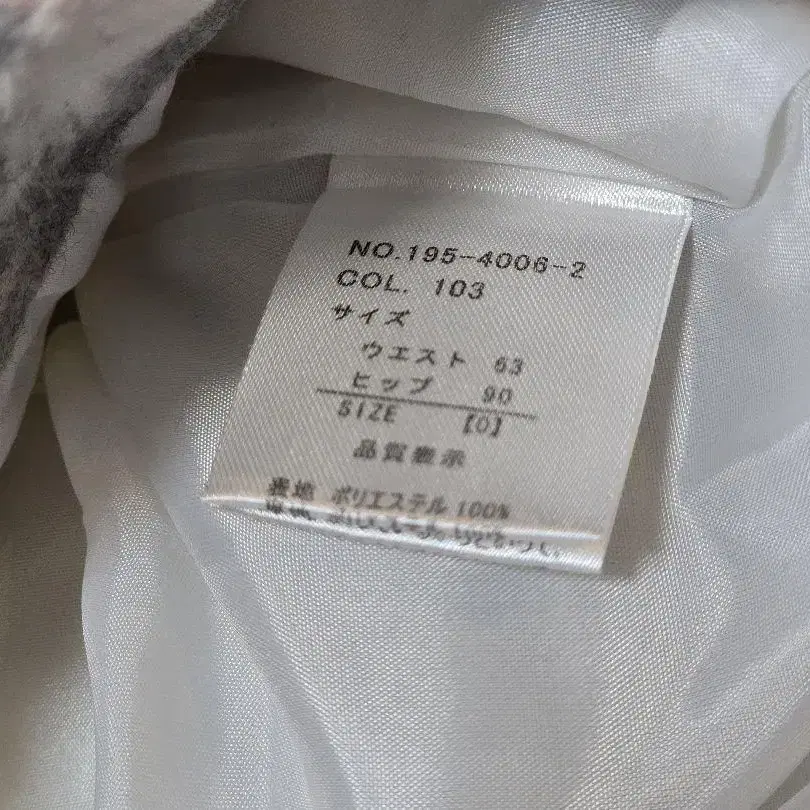 NO.195-4006-2
COL. 103
サイズ
ウエスト 63
ヒップ 90
SIZE 【0】
品質表示
表地 ポリエステル 100%